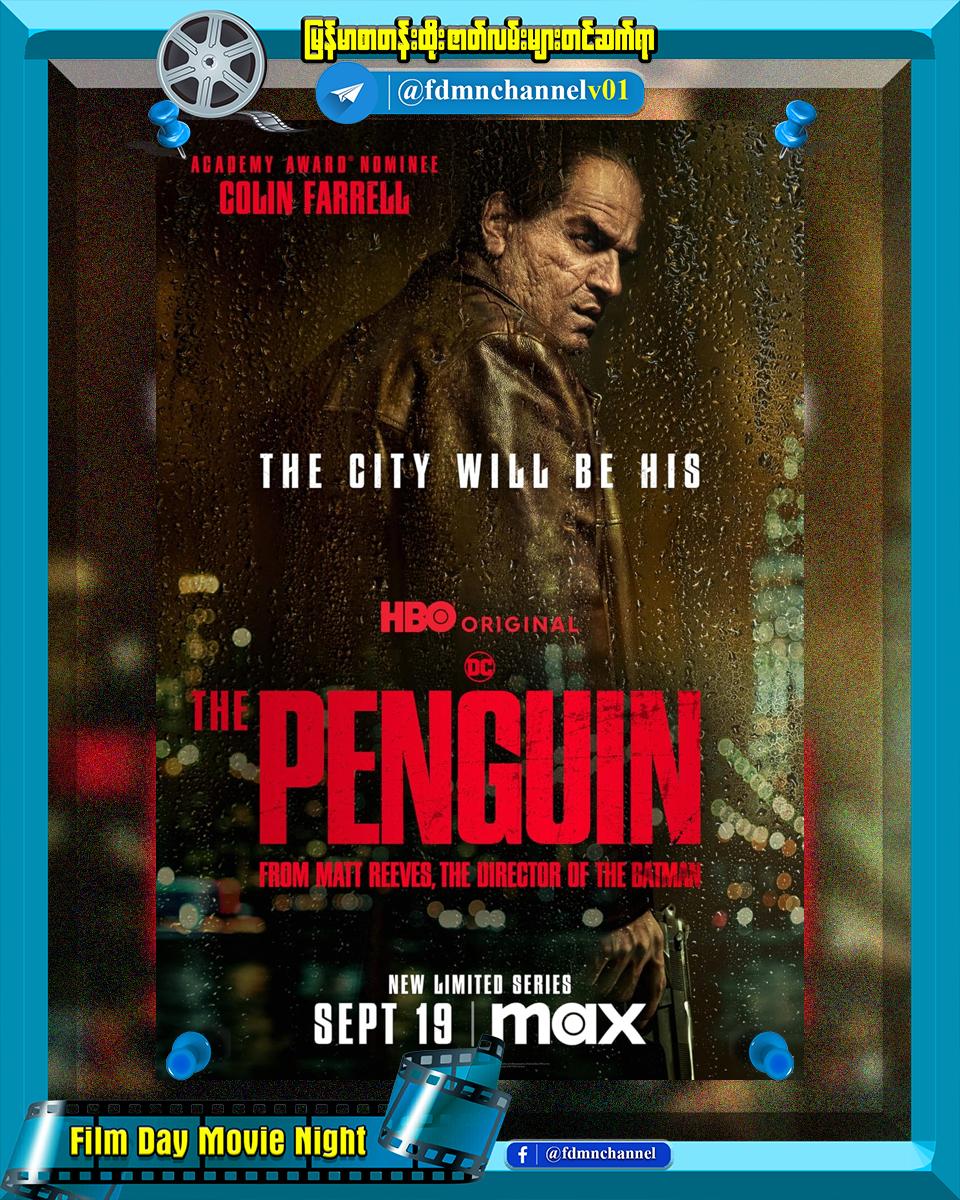 မြန်မာစာတန်းထိုးဇာတ်လမ်းများတင်ဆက်ရာ
@fdmnchannelv01
ACADEMY AWARD® NOMINEE
COLIN FARRELL
THE CITY WILL BE HIS
HBO ORIGINAL
DC
THE PENGUIN
FROM MATT REEVES, THE DIRECTOR OF THE BATMAN
NEW LIMITED SERIES
SEPT 19 | max
Film Day Movie Night
f | @fdmnchannel